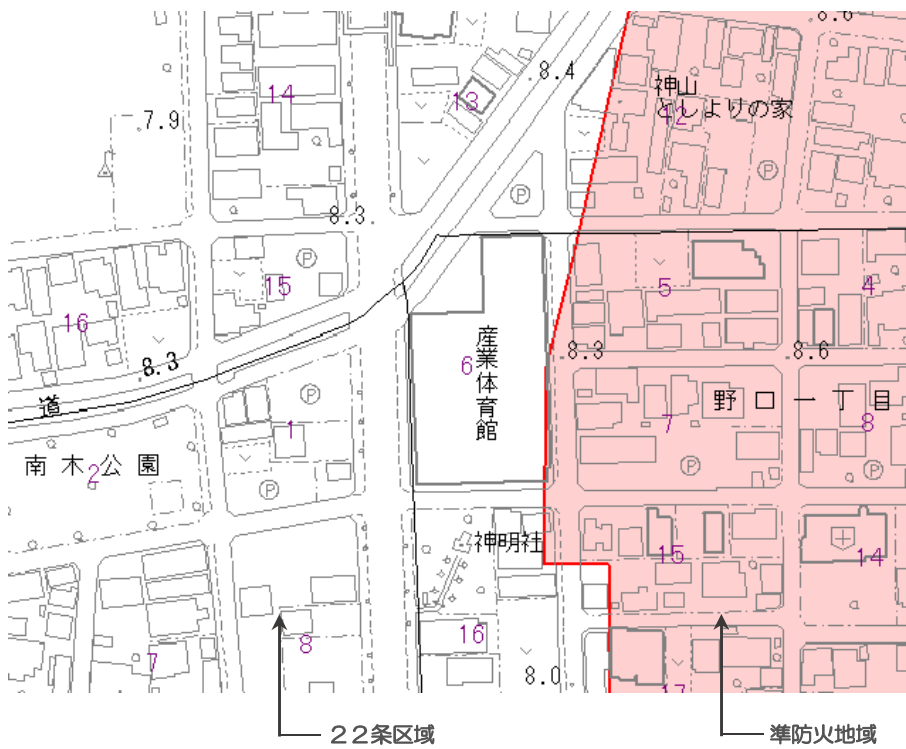 8.6
8.4
神山
としよりの家
14
13
12
7.9
P
P
8.3
P
15
5
4
16
産業体育館
6
8.3
8.3
8.6
道
P
野口一丁目
1
7
8
南木公園
2
P
P
P
神明社
15
14
16
8
7
8.0
17
22条区域
準防火地域